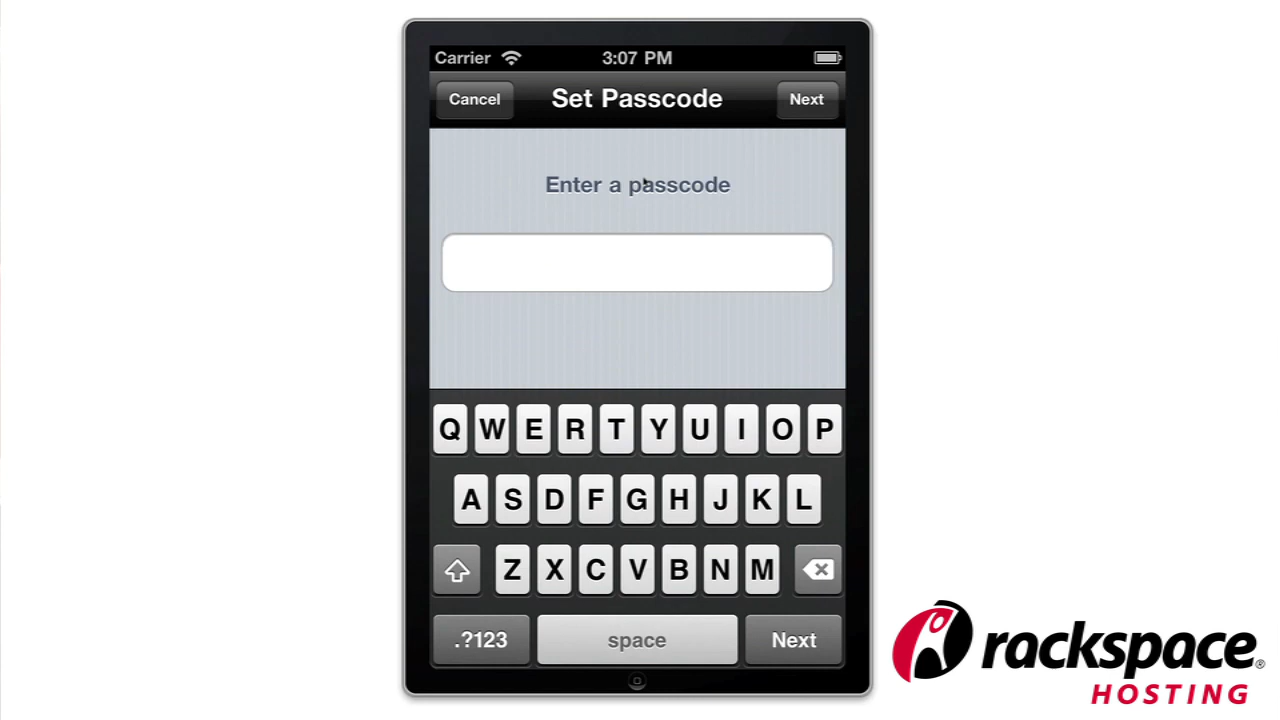 Carrier 3:07 PM
Cancel Set Passcode Next
Enter a passcode
Q W E R T Y U I O P
A S D F G H J K L
Z X C V B N M
.?123 space Next
rackspace®
HOSTING